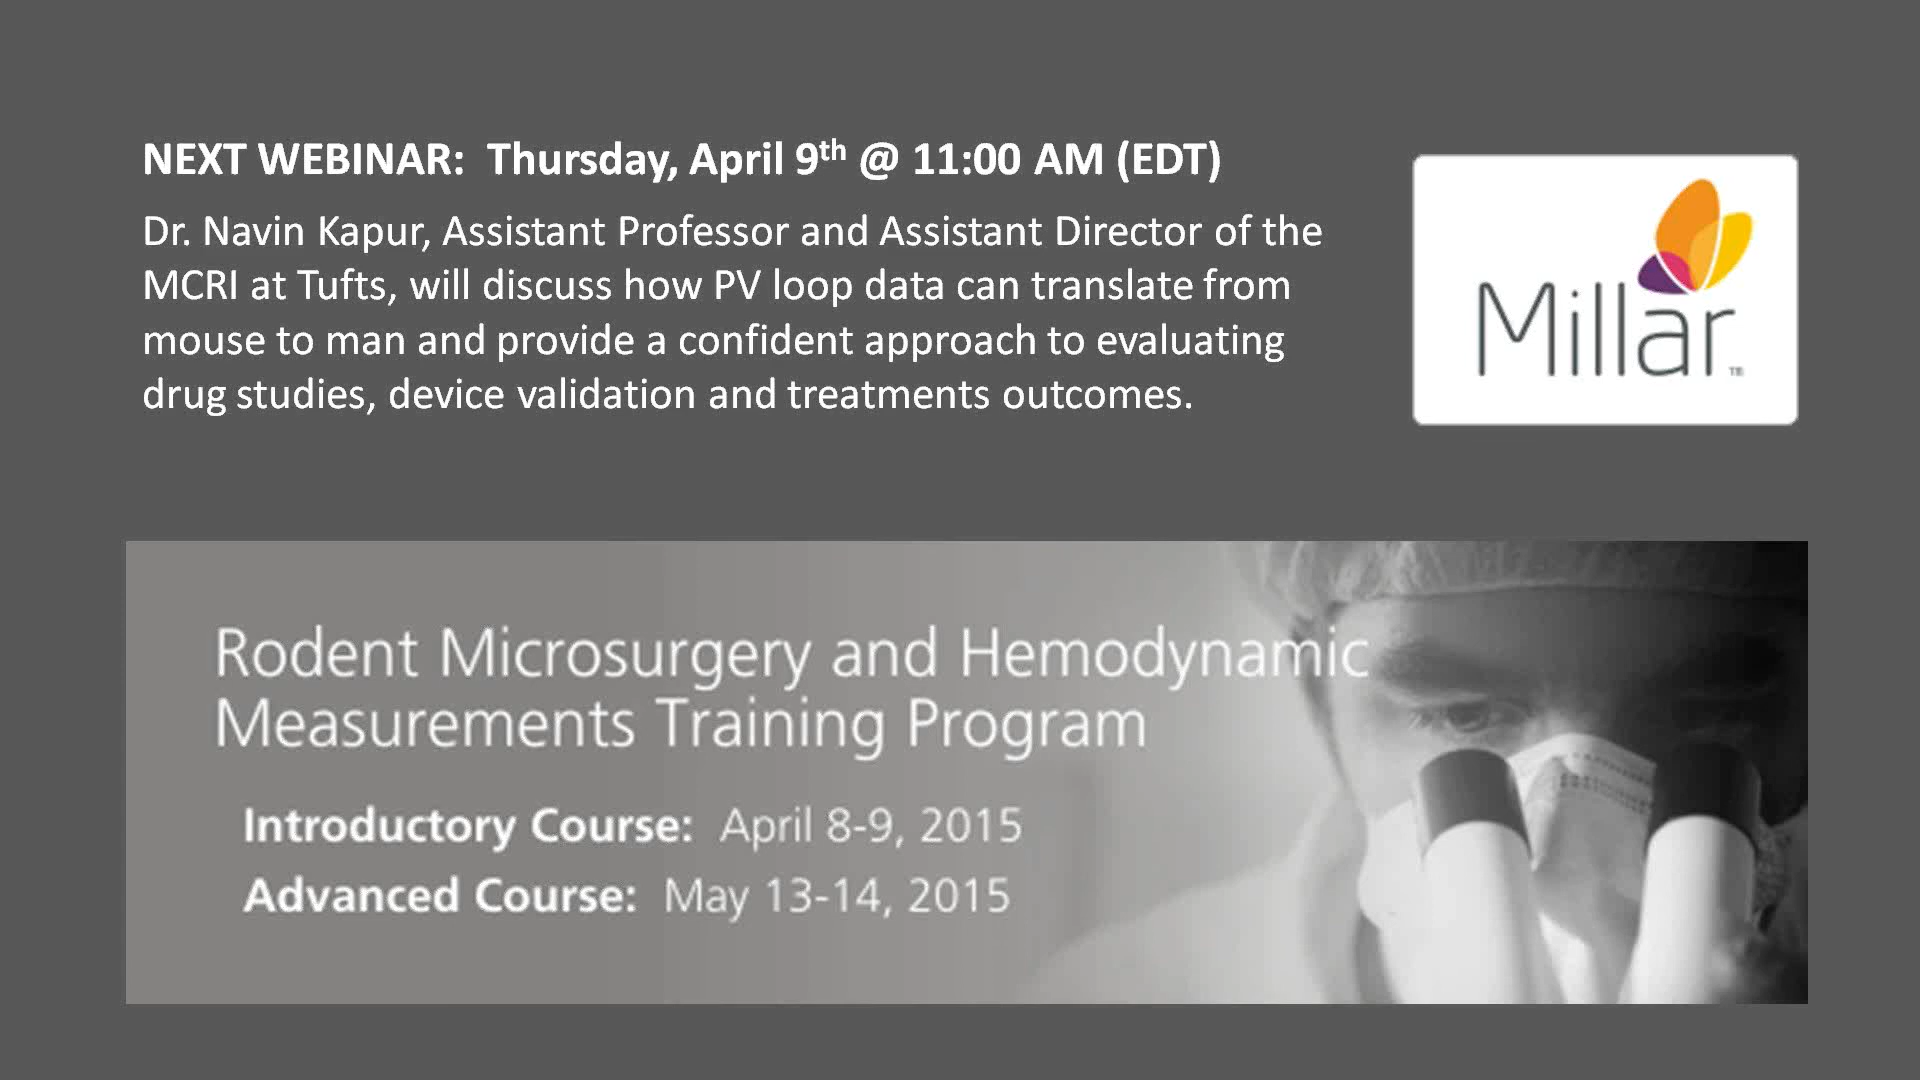 NEXT WEBINAR: Thursday, April 9th @ 11:00 AM (EDT)
Dr. Navin Kapur, Assistant Professor and Assistant Director of the
MCRI at Tufts, will discuss how PV loop data can translate from
mouse to man and provide a confident approach to evaluating
drug studies, device validation and treatments outcomes.
Millar™
Rodent Microsurgery and Hemodynamic
Measurements Training Program
Introductory Course: April 8-9, 2015
Advanced Course: May 13-14, 2015